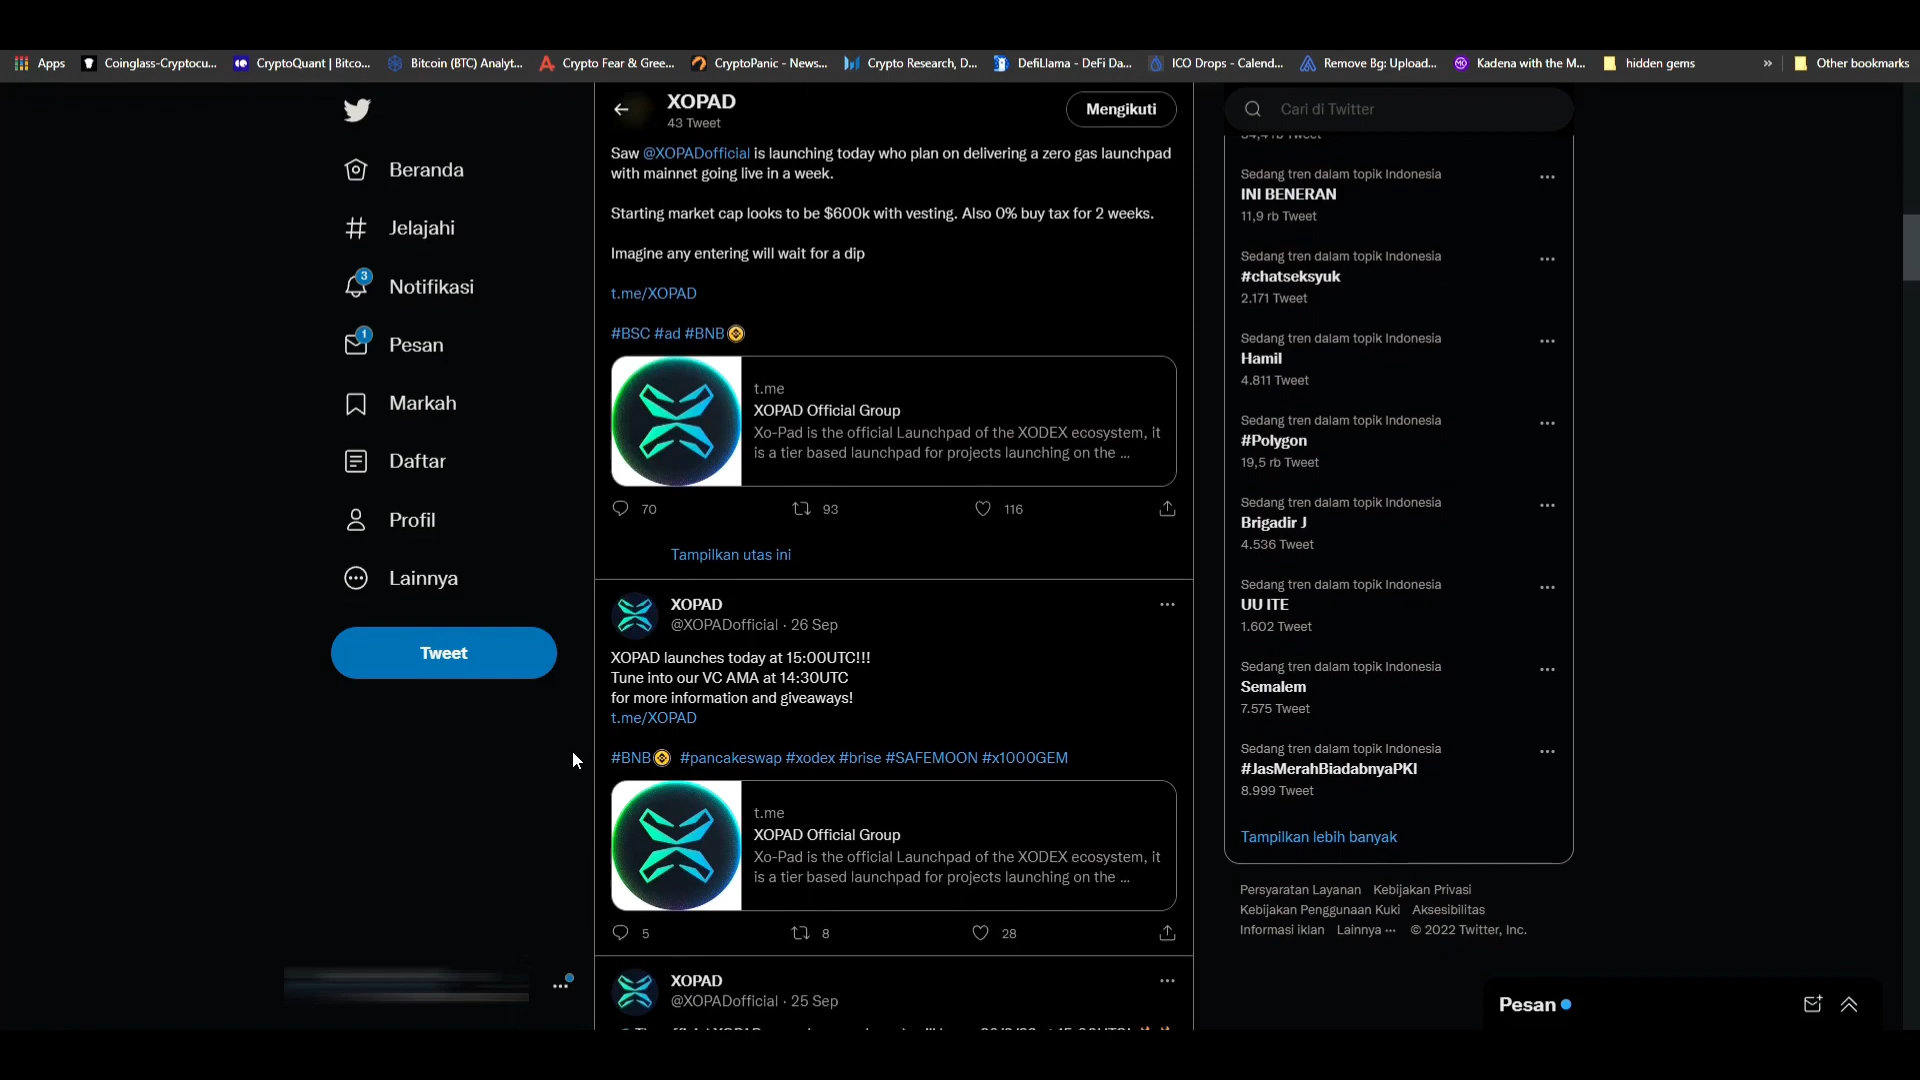 Apps
Coinglass-Cryptocu...
CryptoQuant | Bitco...
Bitcoin (BTC) Analyt...
Crypto Fear & Gree...
CryptoPanic - News...
Crypto Research, D...
DefiLlama - DeFi Da...
ICO Drops - Calend...
Remove Bg: Upload...
Kadena with the M...
hidden gems
»
Other bookmarks
Beranda
Jelajahi
3
Notifikasi
1
Pesan
Markah
Daftar
Profil
Lainnya
Tweet
XOPAD
43 Tweet
Mengikuti
Saw @XOPADofficial is launching today who plan on delivering a zero gas launchpad
with mainnet going live in a week.
Starting market cap looks to be $600k with vesting. Also 0% buy tax for 2 weeks.
Imagine any entering will wait for a dip
t.me/XOPAD
#BSC #ad #BNB
t.me
XOPAD Official Group
Xo-Pad is the official Launchpad of the XODEX ecosystem, it
is a tier based launchpad for projects launching on the ...
70
93
116
Tampilkan utas ini
XOPAD
@XOPADofficial · 26 Sep
XOPAD launches today at 15:00UTC!!!
Tune into our VC AMA at 14:30UTC
for more information and giveaways!
t.me/XOPAD
#BNB #pancakeswap #xodex #brise #SAFEMOON #x1000GEM
t.me
XOPAD Official Group
Xo-Pad is the official Launchpad of the XODEX ecosystem, it
is a tier based launchpad for projects launching on the ...
5
8
28
XOPAD
@XOPADofficial · 25 Sep
Cari di Twitter
Sedang tren dalam topik Indonesia
INI BENERAN
11,9 rb Tweet
Sedang tren dalam topik Indonesia
#chatseksyuk
2.171 Tweet
Sedang tren dalam topik Indonesia
Hamil
4.811 Tweet
Sedang tren dalam topik Indonesia
#Polygon
19,5 rb Tweet
Sedang tren dalam topik Indonesia
Brigadir J
4.536 Tweet
Sedang tren dalam topik Indonesia
UU ITE
1.602 Tweet
Sedang tren dalam topik Indonesia
Semalem
7.575 Tweet
Sedang tren dalam topik Indonesia
#JasMerahBiadabnyaPKI
8.999 Tweet
Tampilkan lebih banyak
Persyaratan Layanan Kebijakan Privasi
Kebijakan Penggunaan Kuki Aksesibilitas
Informasi iklan Lainnya ··· © 2022 Twitter, Inc.
Pesan